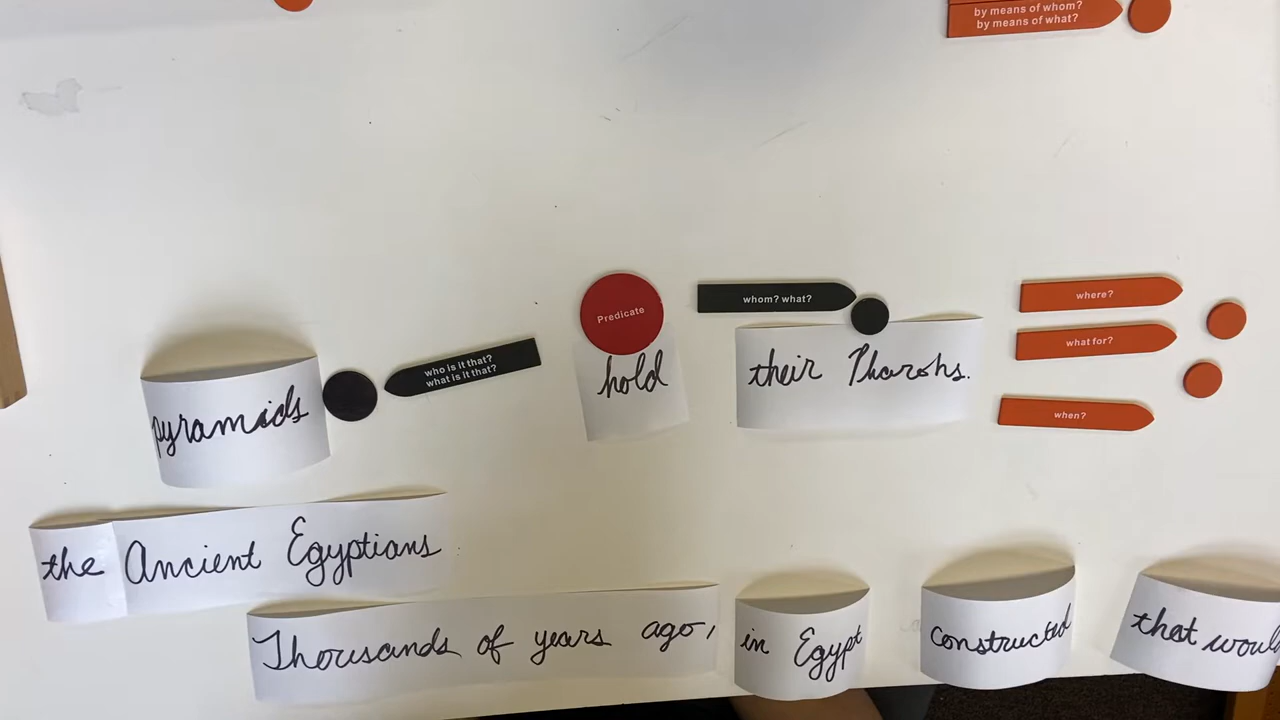 by means of whom?
by means of what?
where?
whom? what?
Predicate
what for?
who is it that?
what is it that?
hold
their Pharohs.
pyramids
when?
the Ancient Egyptians
Thousands of years ago,
in Egypt
constructed
that would